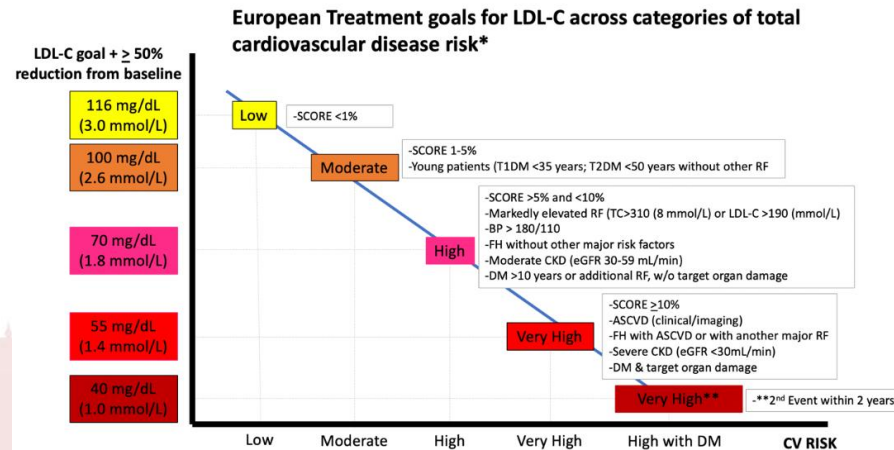 European Treatment goals for LDL-C across categories of total
cardiovascular disease risk*
LDL-C goal + ≥ 50%
reduction from baseline
116 mg/dL
(3.0 mmol/L)
Low
-SCORE <1%
100 mg/dL
(2.6 mmol/L)
Moderate
-SCORE 1-5%
-Young patients (T1DM <35 years; T2DM <50 years without other RF
70 mg/dL
(1.8 mmol/L)
High
-SCORE >5% and <10%
-Markedly elevated RF (TC>310 (8 mmol/L) or LDL-C >190 (mmol/L)
-BP > 180/110
-FH without other major risk factors
-Moderate CKD (eGFR 30-59 mL/min)
-DM >10 years or additional RF, w/o target organ damage
55 mg/dL
(1.4 mmol/L)
Very High
-SCORE ≥10%
-ASCVD (clinical/imaging)
-FH with ASCVD or with another major RF
-Severe CKD (eGFR <30mL/min)
-DM & target organ damage
40 mg/dL
(1.0 mmol/L)
Very High**
-**2nd Event within 2 years
Low Moderate High Very High High with DM CV RISK